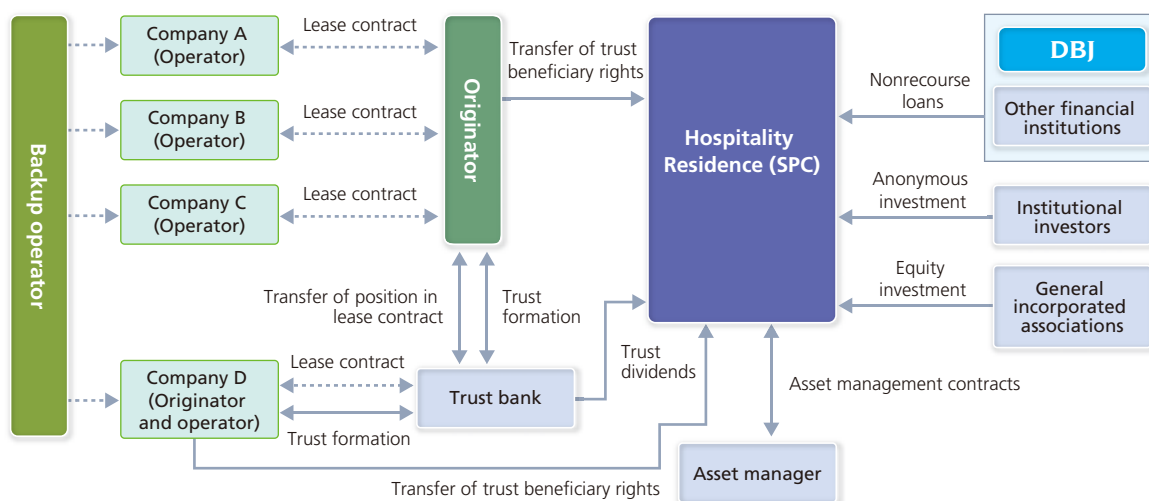 Backup operator
Company A
(Operator)
Lease contract
Company B
(Operator)
Lease contract
Company C
(Operator)
Lease contract
Originator
Transfer of trust
beneficiary rights
Hospitality
Residence (SPC)
DBJ
Nonrecourse
loans
Other financial
institutions
Anonymous
investment
Institutional
investors
Equity
investment
General
incorporated
associations
Transfer of position in
lease contract
Trust
formation
Company D
(Originator
and operator)
Lease contract
Trust formation
Trust bank
Trust
dividends
Asset management contracts
Asset manager
Transfer of trust beneficiary rights